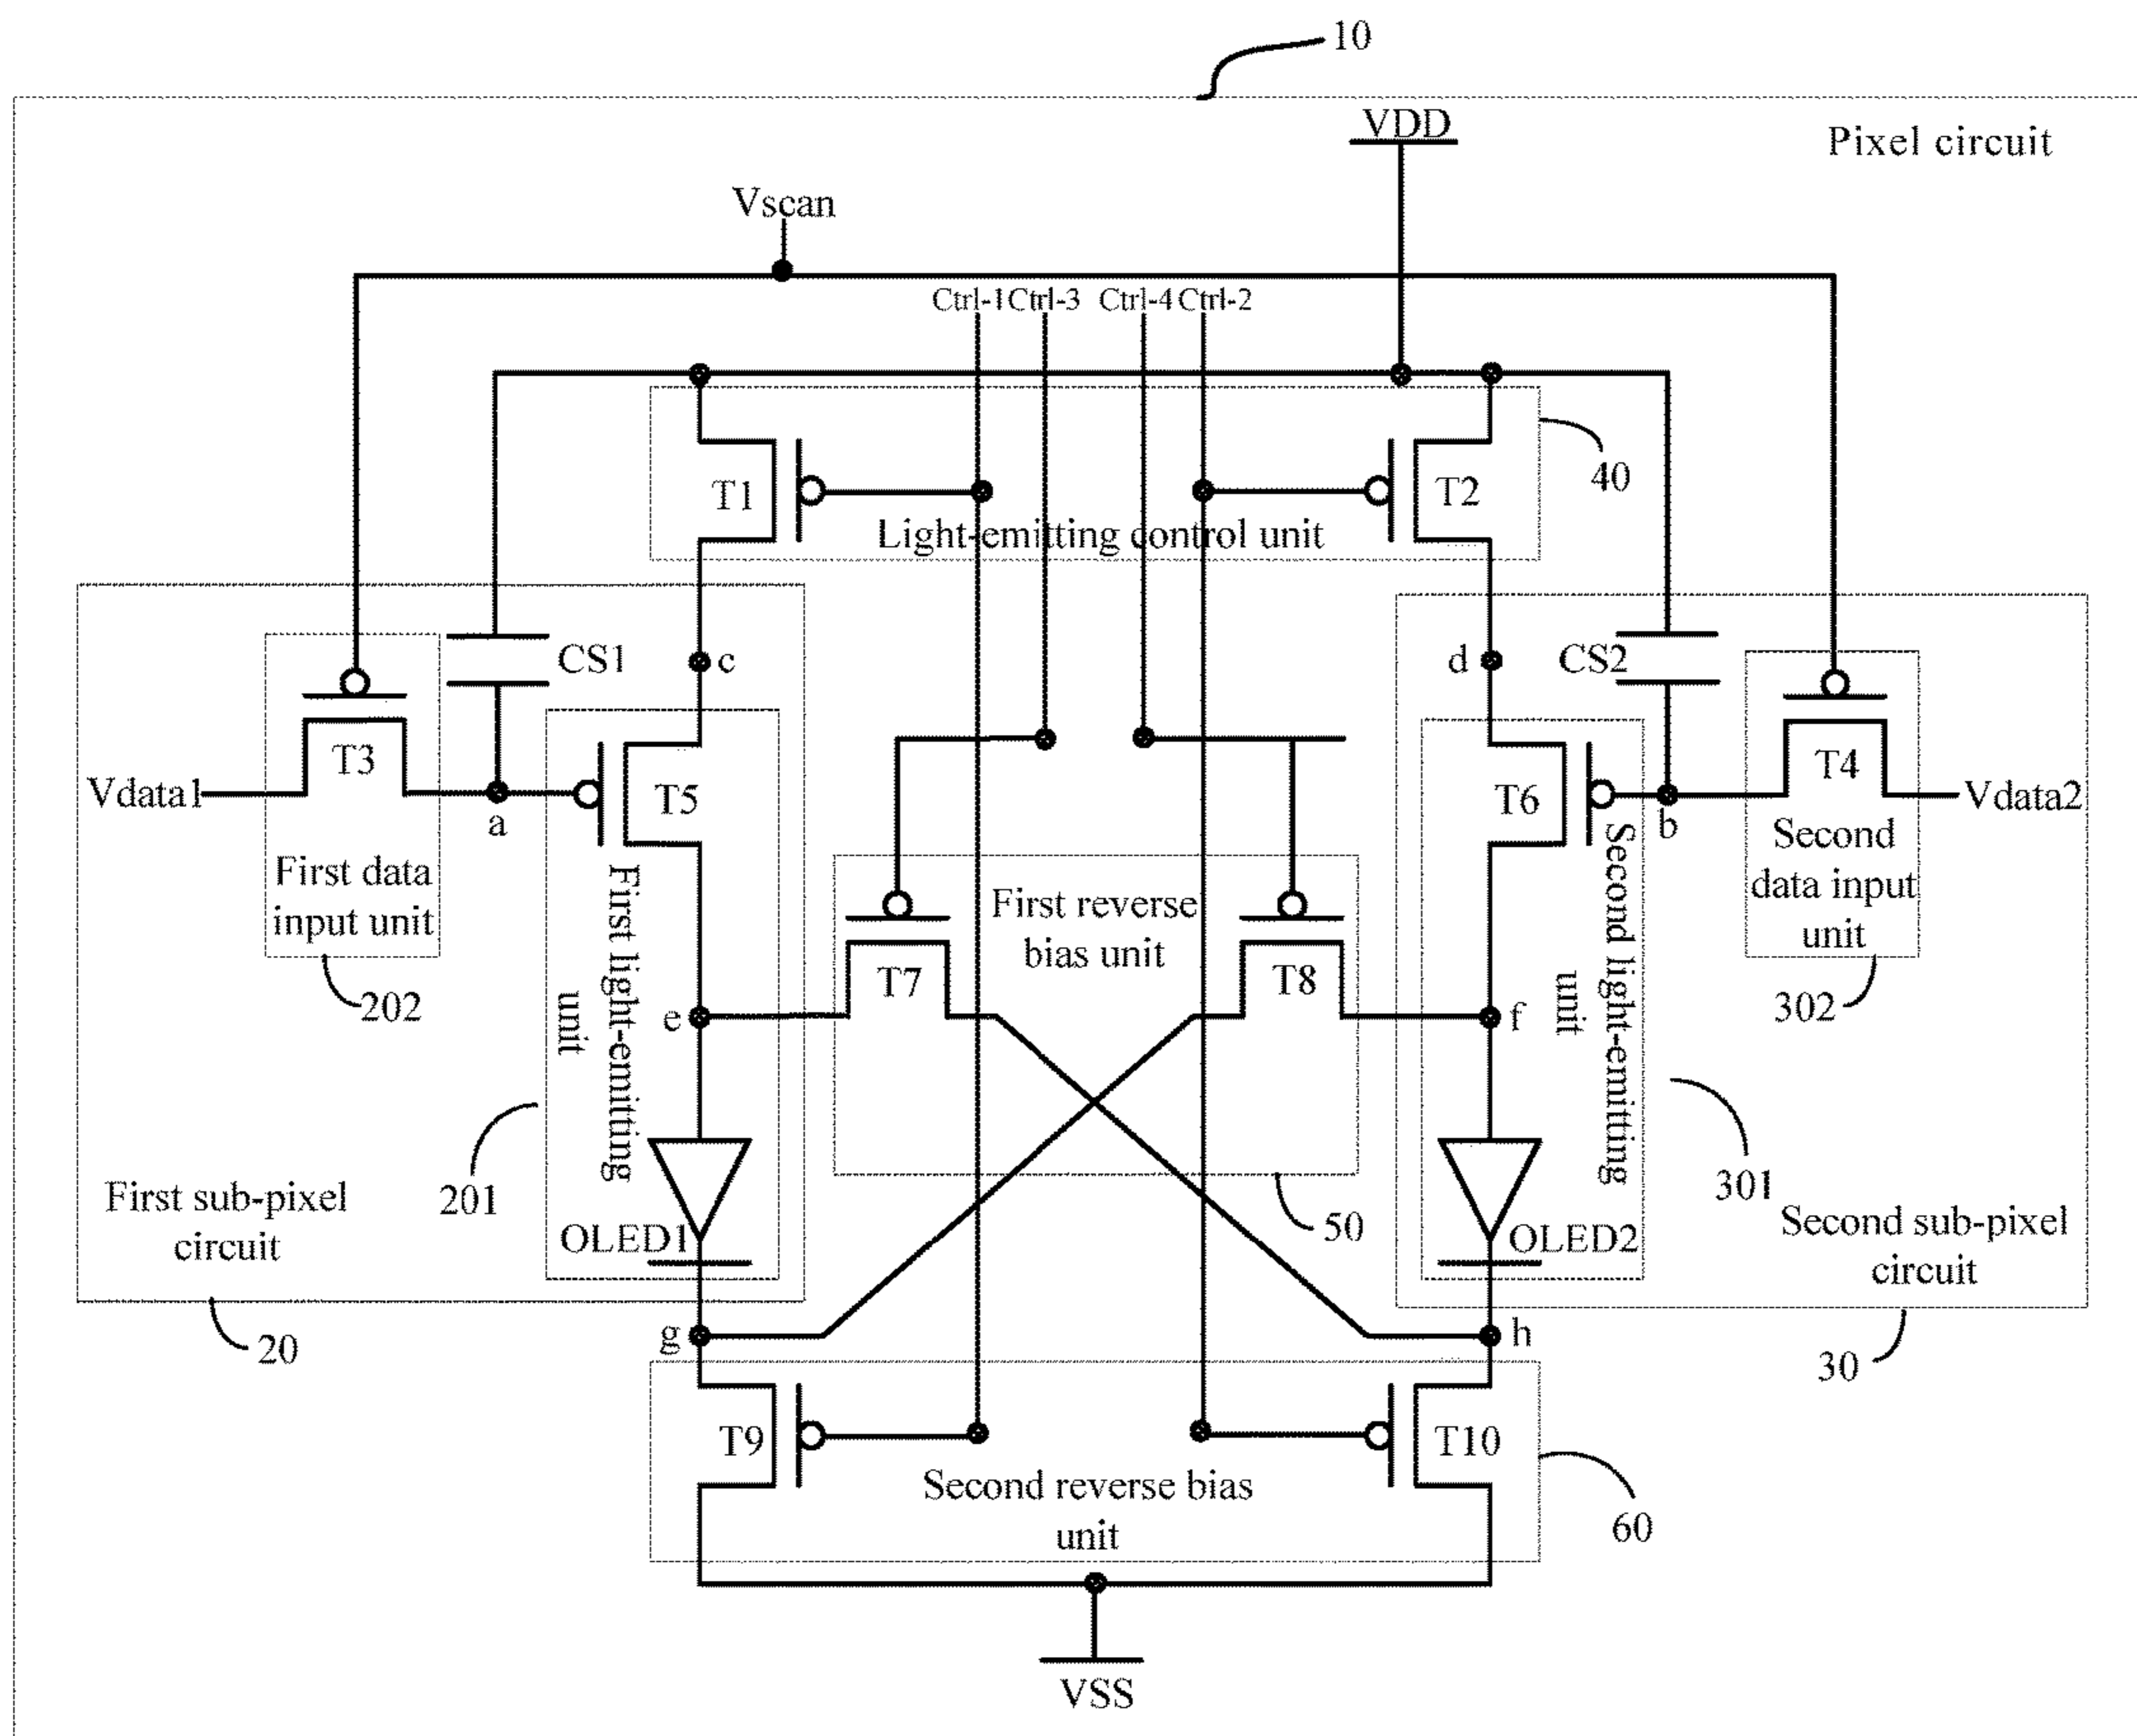 10
VDD
Pixel circuit
Vscan
Ctrl-1 Ctrl-3 Ctrl-4 Ctrl-2
T1
T2
40
Light-emitting control unit
CS1
c
d
CS2
T3
T5
T6
T4
Vdata1
a
b
Vdata2
First data
input unit
First light-emitting
unit
First reverse
bias unit
Second light-emitting
unit
Second
data input
unit
T7
T8
202
302
e
f
201
301
First sub-pixel
circuit
OLED1
50
OLED2
Second sub-pixel
circuit
20
g
h
30
T9
T10
Second reverse bias
unit
60
VSS